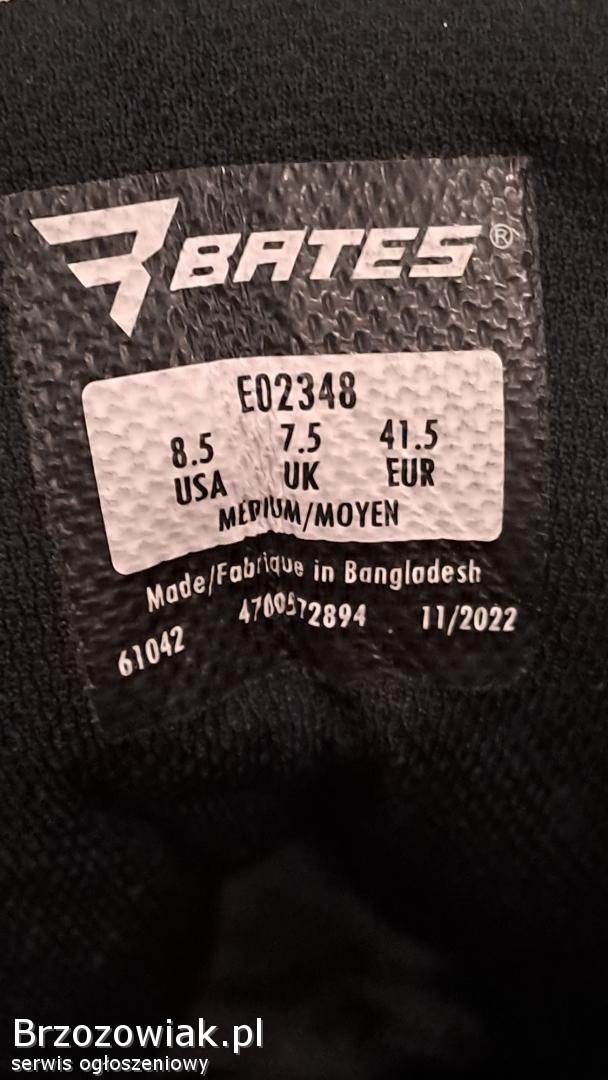 BATES®
E02348
8.5 7.5 41.5
USA UK EUR
MEDIUM/MOYEN
Made/Fabrique in Bangladesh
61042 4700572894 11/2022
Brzozowiak.pl
serwis ogłoszeniowy